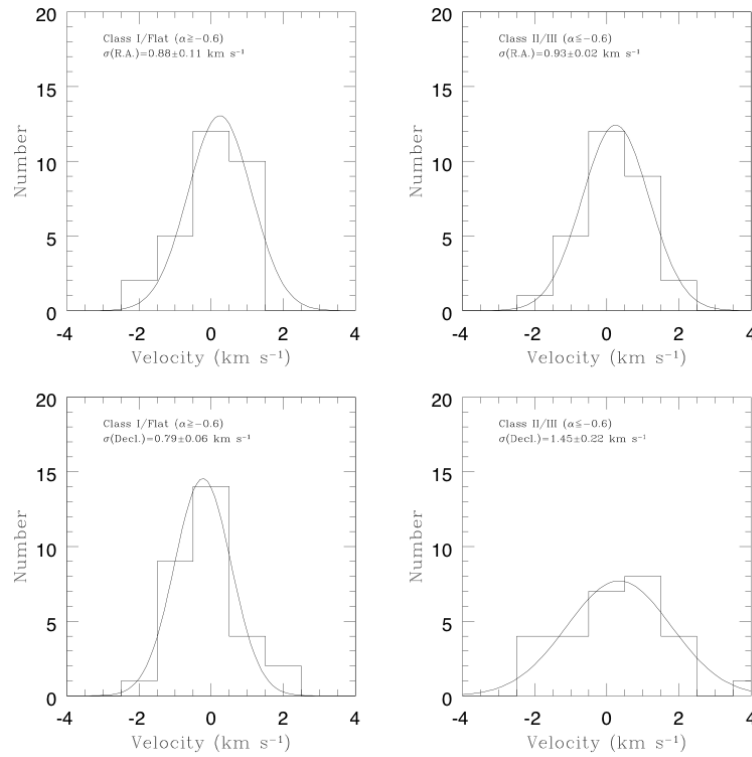 Class I/Flat (α≥−0.6)
σ(R.A.)=0.88±0.11 km s⁻¹
20
15
10
5
0
Number
-4
-2
0
2
4
Velocity (km s⁻¹)
Class II/III (α≤−0.6)
σ(R.A.)=0.93±0.02 km s⁻¹
20
15
10
5
0
Number
-4
-2
0
2
4
Velocity (km s⁻¹)
Class I/Flat (α≥−0.6)
σ(Decl.)=0.79±0.06 km s⁻¹
20
15
10
5
0
Number
-4
-2
0
2
4
Velocity (km s⁻¹)
Class II/III (α≤−0.6)
σ(Decl.)=1.45±0.22 km s⁻¹
20
15
10
5
0
Number
-4
-2
0
2
4
Velocity (km s⁻¹)